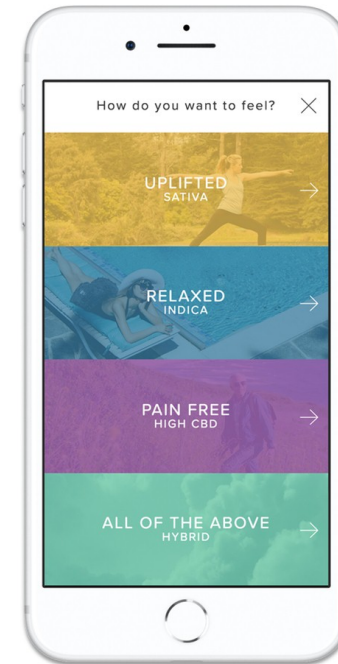 How do you want to feel?
UPLIFTED
SATIVA
RELAXED
INDICA
PAIN FREE
HIGH CBD
ALL OF THE ABOVE
HYBRID